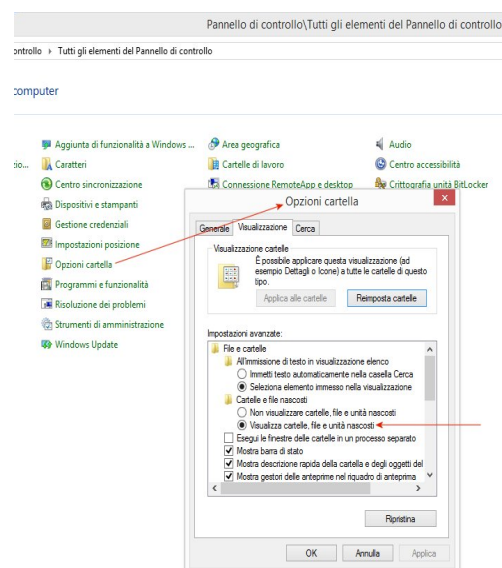 Pannello di controllo\Tutti gli elementi del Pannello di controllo
ontrollo ▸ Tutti gli elementi del Pannello di controllo
computer
Aggiunta di funzionalità a Windows ...
Area geografica
Audio
zio...
Caratteri
Cartelle di lavoro
Centro accessibilità
Centro sincronizzazione
Connessione RemoteApp e desktop
Crittografia unità BitLocker
Dispositivi e stampanti
Gestione credenziali
Impostazioni posizione
Opzioni cartella
Programmi e funzionalità
Risoluzione dei problemi
Strumenti di amministrazione
Windows Update
Opzioni cartella
Generale Visualizzazione Cerca
Visualizzazione cartelle
È possibile applicare questa visualizzazione (ad
esempio Dettagli o Icone) a tutte le cartelle di questo
tipo.
Applica alle cartelle Reimposta cartelle
Impostazioni avanzate:
File e cartelle
All'immissione di testo in visualizzazione elenco
Immetti testo automaticamente nella casella Cerca
Seleziona elemento immesso nella visualizzazione
Cartelle e file nascosti
Non visualizzare cartelle, file e unità nascosti
Visualizza cartelle, file e unità nascosti
Esegui le finestre delle cartelle in un processo separato
Mostra barra di stato
Mostra descrizione rapida della cartella e degli oggetti del
Mostra gestori delle anteprime nel riquadro di anteprima
Ripristina
OK Annulla Applica